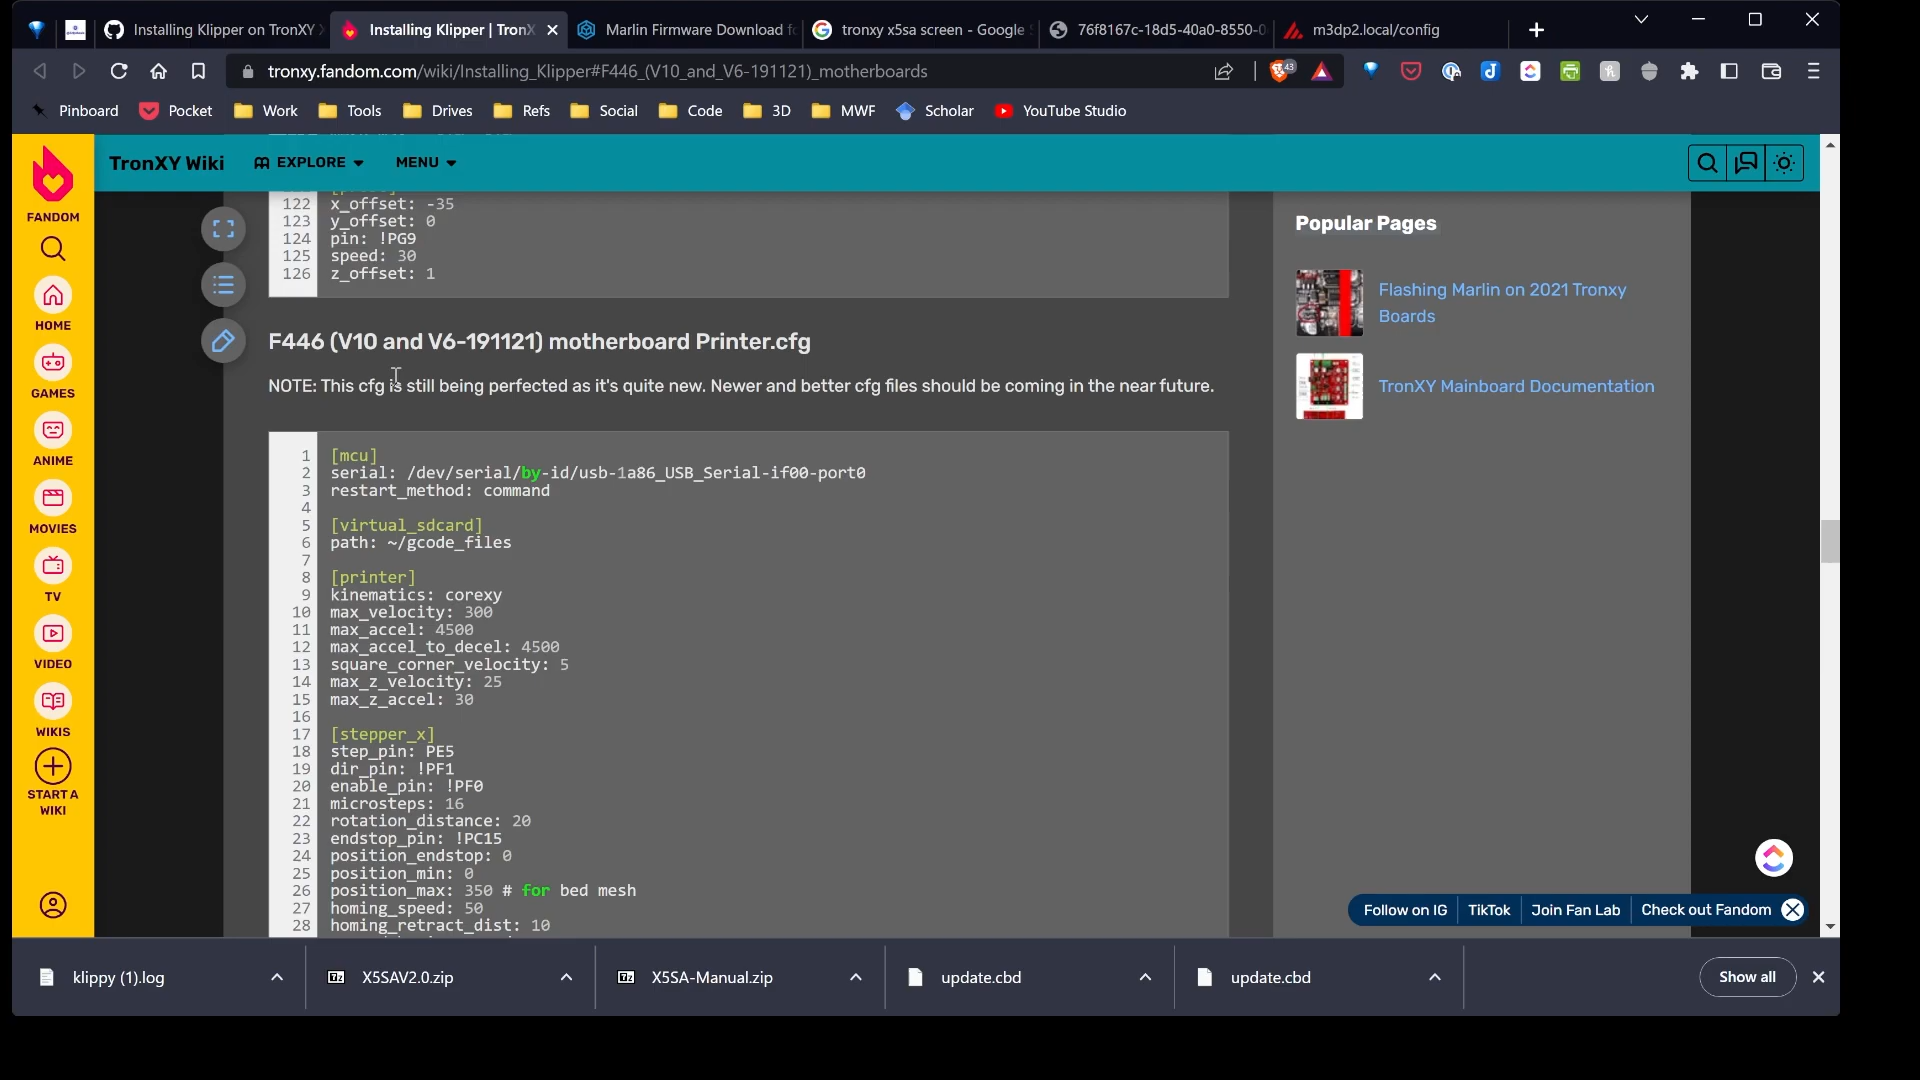 Installing Klipper on TronXY
Installing Klipper | TronX
Marlin Firmware Download fo
tronxy x5sa screen - Google
76f8167c-18d5-40a0-8550-0
m3dp2.local/config
tronxy.fandom.com/wiki/Installing_Klipper#F446_(V10_and_V6-191121)_motherboards
43
Pinboard
Pocket
Work
Tools
Drives
Refs
Social
Code
3D
MWF
Scholar
YouTube Studio
FANDOM
HOME
GAMES
ANIME
MOVIES
TV
VIDEO
WIKIS
START A
WIKI
TronXY Wiki
EXPLORE
MENU
122 x_offset: -35
123 y_offset: 0
124 pin: !PG9
125 speed: 30
126 z_offset: 1
F446 (V10 and V6-191121) motherboard Printer.cfg
NOTE: This cfg is still being perfected as it's quite new. Newer and better cfg files should be coming in the near future.
1 [mcu]
2 serial: /dev/serial/by-id/usb-1a86_USB_Serial-if00-port0
3 restart_method: command
4
5 [virtual_sdcard]
6 path: ~/gcode_files
7
8 [printer]
9 kinematics: corexy
10 max_velocity: 300
11 max_accel: 4500
12 max_accel_to_decel: 4500
13 square_corner_velocity: 5
14 max_z_velocity: 25
15 max_z_accel: 30
16
17 [stepper_x]
18 step_pin: PE5
19 dir_pin: !PF1
20 enable_pin: !PF0
21 microsteps: 16
22 rotation_distance: 20
23 endstop_pin: !PC15
24 position_endstop: 0
25 position_min: 0
26 position_max: 350 # for bed mesh
27 homing_speed: 50
28 homing_retract_dist: 10
Popular Pages
Flashing Marlin on 2021 Tronxy
Boards
TronXY Mainboard Documentation
Follow on IG
TikTok
Join Fan Lab
Check out Fandom
klippy (1).log
X5SAV2.0.zip
X5SA-Manual.zip
update.cbd
update.cbd
Show all